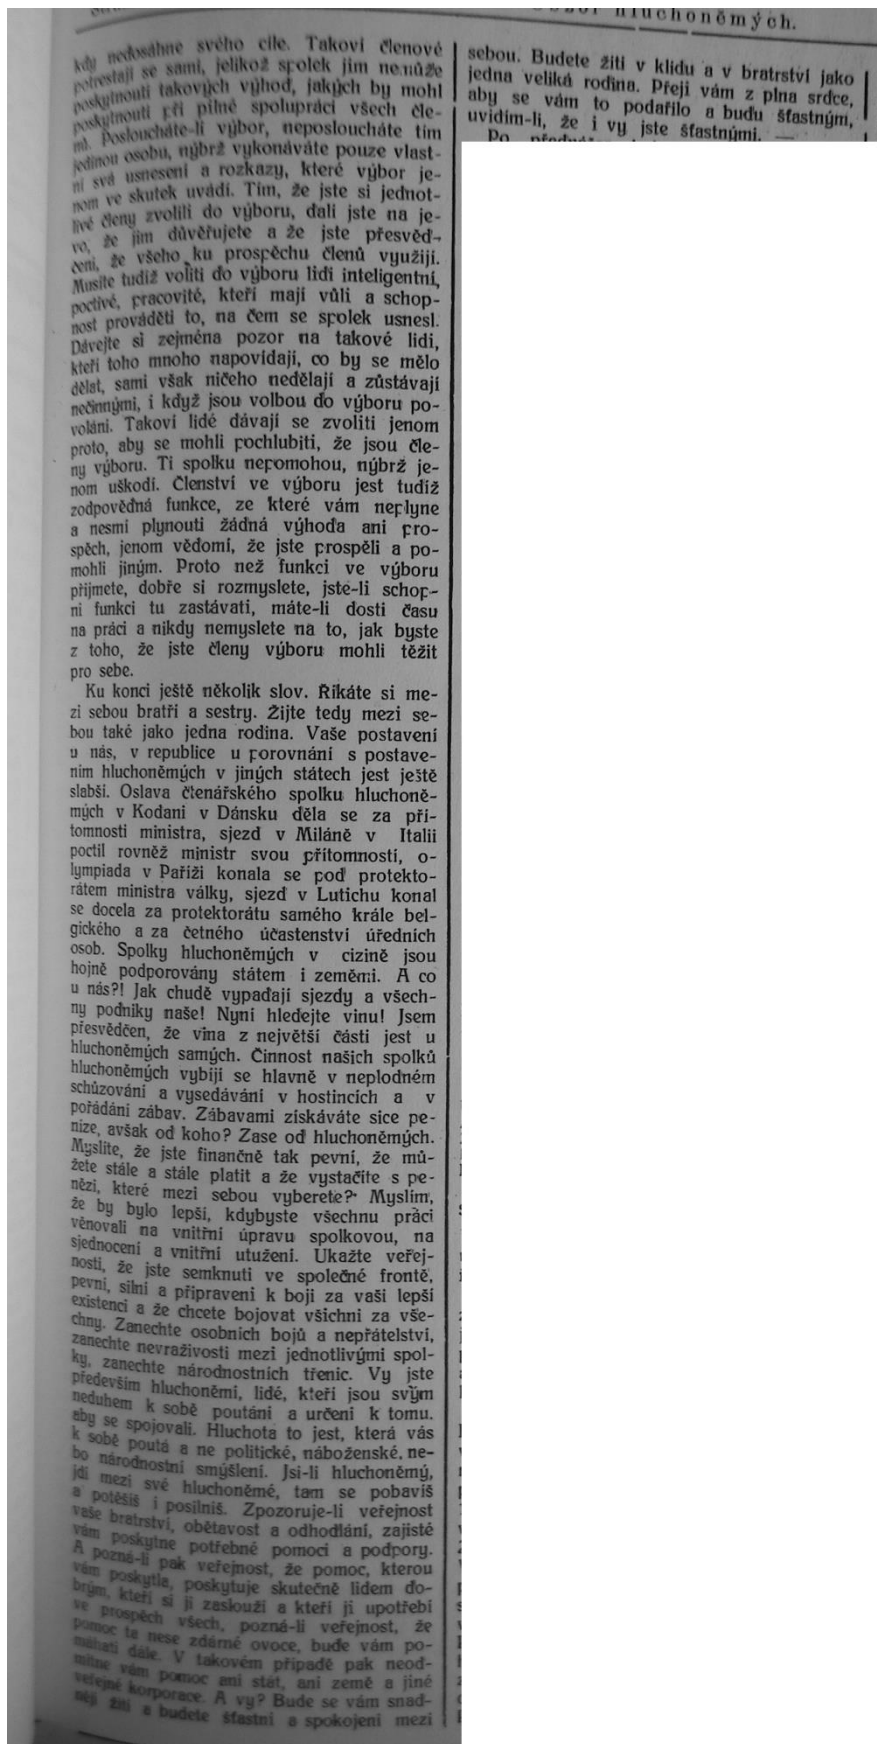 hluchoněmých.
kdy nedosáhne svého cíle. Takoví členové
potrestají se sami, jelikož spolek jim nemůže
poskytnouti takových výhod, jakých by mohl
poskytnouti při pilné spolupráci všech čle-
nů. Posloucháte-li výbor, neposloucháte tím
jedinou osobu, nýbrž vykonáváte pouze vlast-
ní svá usnesení a rozkazy, které výbor je-
nom ve skutek uvádí. Tím, že jste si jednot-
livé členy zvolili do výboru, dali jste na je-
vo, že jim důvěřujete a že jste přesvěd-
čeni, že všeho ku prospěchu členů využijí.
Musíte tudíž voliti do výboru lidi inteligentní,
poctivé, pracovité, kteří mají vůli a schop-
nost prováděti to, na čem se spolek usnesl.
Dávejte si zejména pozor na takové lidi,
kteří toho mnoho napovídají, co by se mělo
dělat, sami však ničeho nedělají a zůstávají
nečinnými, i když jsou volbou do výboru po-
voláni. Takoví lidé dávají se zvoliti jenom
proto, aby se mohli pochlubiti, že jsou čle-
ny výboru. Ti spolku nepomohou, nýbrž je-
nom uškodí. Členství ve výboru jest tudíž
zodpovědná funkce, ze které vám neplyne
a nesmí plynouti žádná výhoda ani pro-
spěch, jenom vědomí, že jste prospěli a po-
mohli jiným. Proto než funkci ve výboru
přijmete, dobře si rozmyslete, jste-li schop-
ni funkci tu zastávati, máte-li dosti času
na práci a nikdy nemyslete na to, jak byste
z toho, že jste členy výboru mohli těžit
pro sebe.
Ku konci ještě několik slov. Říkáte si me-
zi sebou bratři a sestry. Žijte tedy mezi se-
bou také jako jedna rodina. Vaše postavení
u nás, v republice u porovnání s postave-
ním hluchoněmých v jiných státech jest ještě
slabší. Oslava čtenářského spolku hluchoně-
mých v Kodani v Dánsku děla se za pří-
tomnosti ministra, sjezd v Miláně v Italii
poctil rovněž ministr svou přítomností, o-
lympiada v Paříži konala se pod protekto-
rátem ministra války, sjezd v Lutichu konal
se docela za protektorátu samého krále bel-
gického a za četného účastenství úředních
osob. Spolky hluchoněmých v cizině jsou
hojně podporovány státem i zeměmi. A co
u nás?! Jak chudě vypadají sjezdy a všech-
ny podniky naše! Nyní hledejte vinu! Jsem
přesvědčen, že vina z největší části jest u
hluchoněmých samých. Činnost našich spolků
hluchoněmých vybíjí se hlavně v neplodném
schůzování a vysedávání v hostincích a v
pořádání zábav. Zábavami získáváte sice pe-
níze, avšak od koho? Zase od hluchoněmých.
Myslíte, že jste finančně tak pevni, že mů-
žete stále a stále platit a že vystačíte s pe-
nězi, které mezi sebou vyberete? Myslím,
že by bylo lepší, kdybyste všechnu práci
věnovali na vnitřní úpravu spolkovou, na
sjednocení a vnitřní utužení. Ukažte veřej-
nosti, že jste semknuti ve společné frontě,
pevní, silní a připraveni k boji za vaši lepší
existenci a že chcete bojovat všichni za vše-
chny. Zanechte osobních bojů a nepřátelství,
zanechte nevraživosti mezi jednotlivými spol-
ky, zanechte národnostních třenic. Vy jste
především hluchoněmí, lidé, kteří jsou svým
neduhem k sobě poutáni a určeni k tomu,
aby se spojovali. Hluchota to jest, která vás
k sobě poutá a ne politické, náboženské, ne-
bo národnostní smýšlení. Jsi-li hluchoněmý,
jdi mezi své hluchoněmé, tam se pobavíš
a potěšíš i posílníš. Zpozoruje-li veřejnost
vaše bratrství, obětavost a odhodlání, zajisté
vám poskytne potřebné pomoci a podpory.
A pozná-li pak veřejnost, že pomoc, kterou
vám poskytla, poskytuje skutečně lidem do-
brým, kteří si jí zaslouží a kteří jí upotřebí
ve prospěch všech, pozná-li veřejnost, že
pomoc ta nese zdárné ovoce, bude vám po-
máhati dále. V takovém případě pak neod-
mítne vám pomoc ani stát, ani země a jiné
veřejné korporace. A vy? Bude se vám snad-
něji žíti a budete šťastni a spokojeni mezi
sebou. Budete žíti v klidu a v bratrství jako
jedna veliká rodina. Přeji vám z plna srdce,
aby se vám to podařilo a budu šťastným,
uvidím-li, že i vy jste šťastnými. —
Po